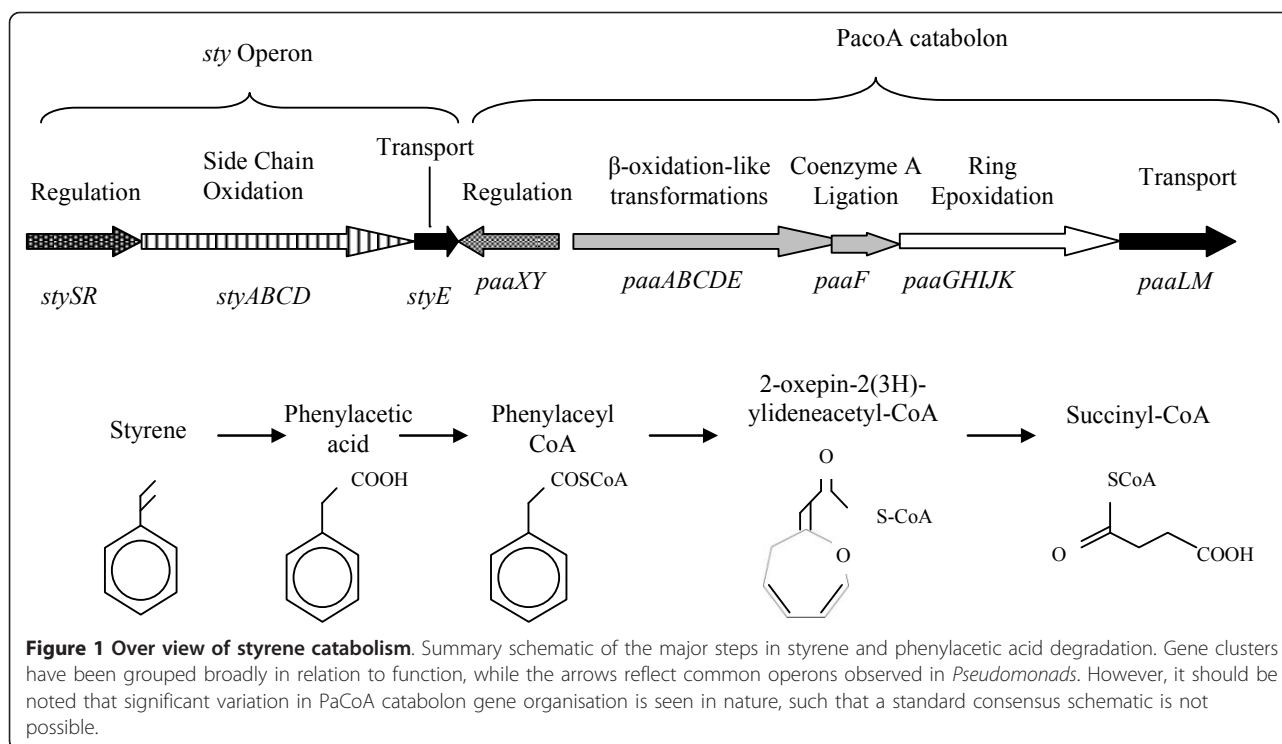 sty Operon
PacoA catabolon
Regulation
Side Chain
Oxidation
Transport
Regulation
β-oxidation-like
transformations
Coenzyme A
Ligation
Ring
Epoxidation
Transport
stySR
styABCD
styE
paaXY
paaABCDE
paaF
paaGHIJK
paaLM
Styrene
Phenylacetic
acid
Phenylaceyl
CoA
2-oxepin-2(3H)-
ylideneacetyl-CoA
Succinyl-CoA
COOH
COSCoA
O
S-CoA
O
SCoA
O
COOH
Figure 1 Over view of styrene catabolism. Summary schematic of the major steps in styrene and phenylacetic acid degradation. Gene clusters
have been grouped broadly in relation to function, while the arrows reflect common operons observed in Pseudomonads. However, it should be
noted that significant variation in PaCoA catabolon gene organisation is seen in nature, such that a standard consensus schematic is not
possible.